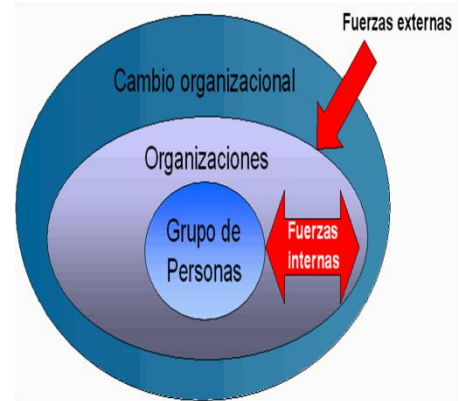 Fuerzas externas
Cambio organizacional
Organizaciones
Grupo de
Personas
Fuerzas
internas